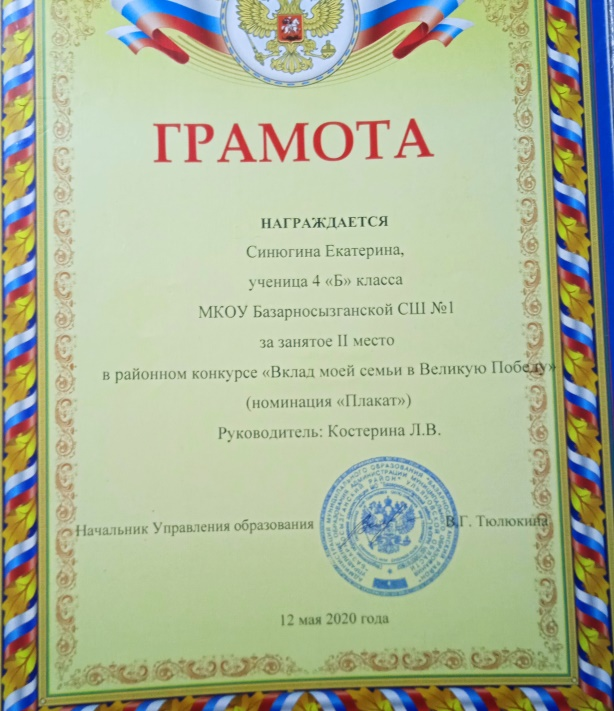 ГРАМОТА
НАГРАЖДАЕТСЯ
Синюгина Екатерина,
ученица 4 «Б» класса
МКОУ Базарносызганской СШ №1
за занятое II место
в районном конкурсе «Вклад моей семьи в Великую Победу»
(номинация «Плакат»)
Руководитель: Костерина Л.В.
Начальник Управления образования В.Г. Тюлюкина
12 мая 2020 года